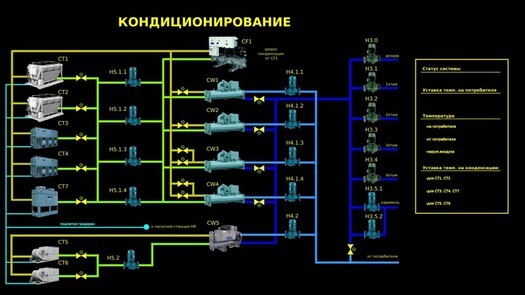 КОНДИЦИОНИРОВАНИЕ
CT1
CT2
CT3
CT4
CT7
CT5
CT6
H5.1.1
H5.1.2
H5.1.3
H5.1.4
H5.2
подпитка градирен
к насосной станции НВ
CF1
запрос
конденсации
от CF1
CW1
CW2
CW3
CW4
CW5
H4.1.1
H4.1.2
H4.1.3
H4.1.4
H4.2
H3.0
резерв
H3.1
1этаж
H3.2
2этаж
H3.3
3этаж
H3.4
4этаж
H3.5.1
H3.5.2
от потребителя
Статус системы
Уставка темп. на потребителя
Температура
-на потребителя
-от потребителя
-наруж.воздуха
Уставка темп. на конденсации:
-для CT1; CT2
-для CT3; CT4; CT7
-для CT5; CT6